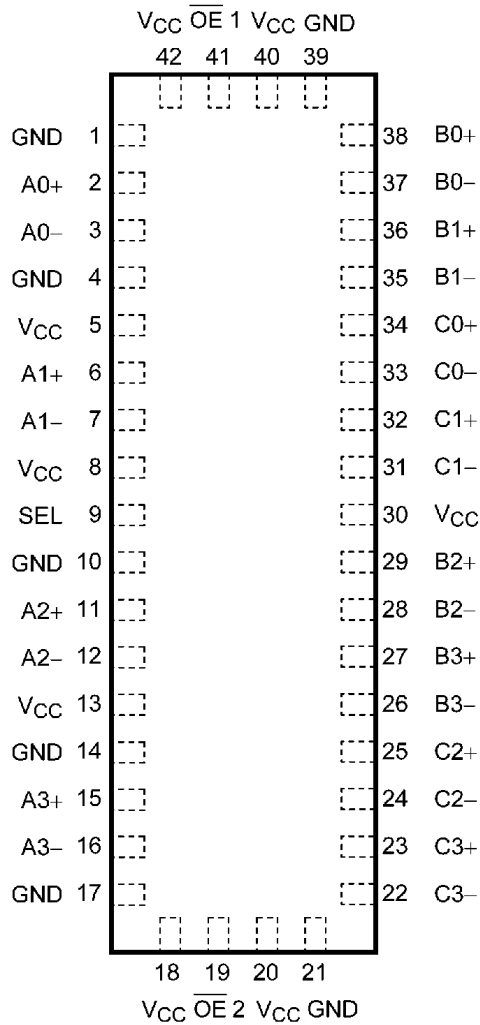 VCC OE 1 VCC GND
42 41 40 39
GND 1 38 B0+
A0+ 2 37 B0−
A0− 3 36 B1+
GND 4 35 B1−
VCC 5 34 C0+
A1+ 6 33 C0−
A1− 7 32 C1+
VCC 8 31 C1−
SEL 9 30 VCC
GND 10 29 B2+
A2+ 11 28 B2−
A2− 12 27 B3+
VCC 13 26 B3−
GND 14 25 C2+
A3+ 15 24 C2−
A3− 16 23 C3+
GND 17 22 C3−
18 19 20 21
VCC OE 2 VCC GND